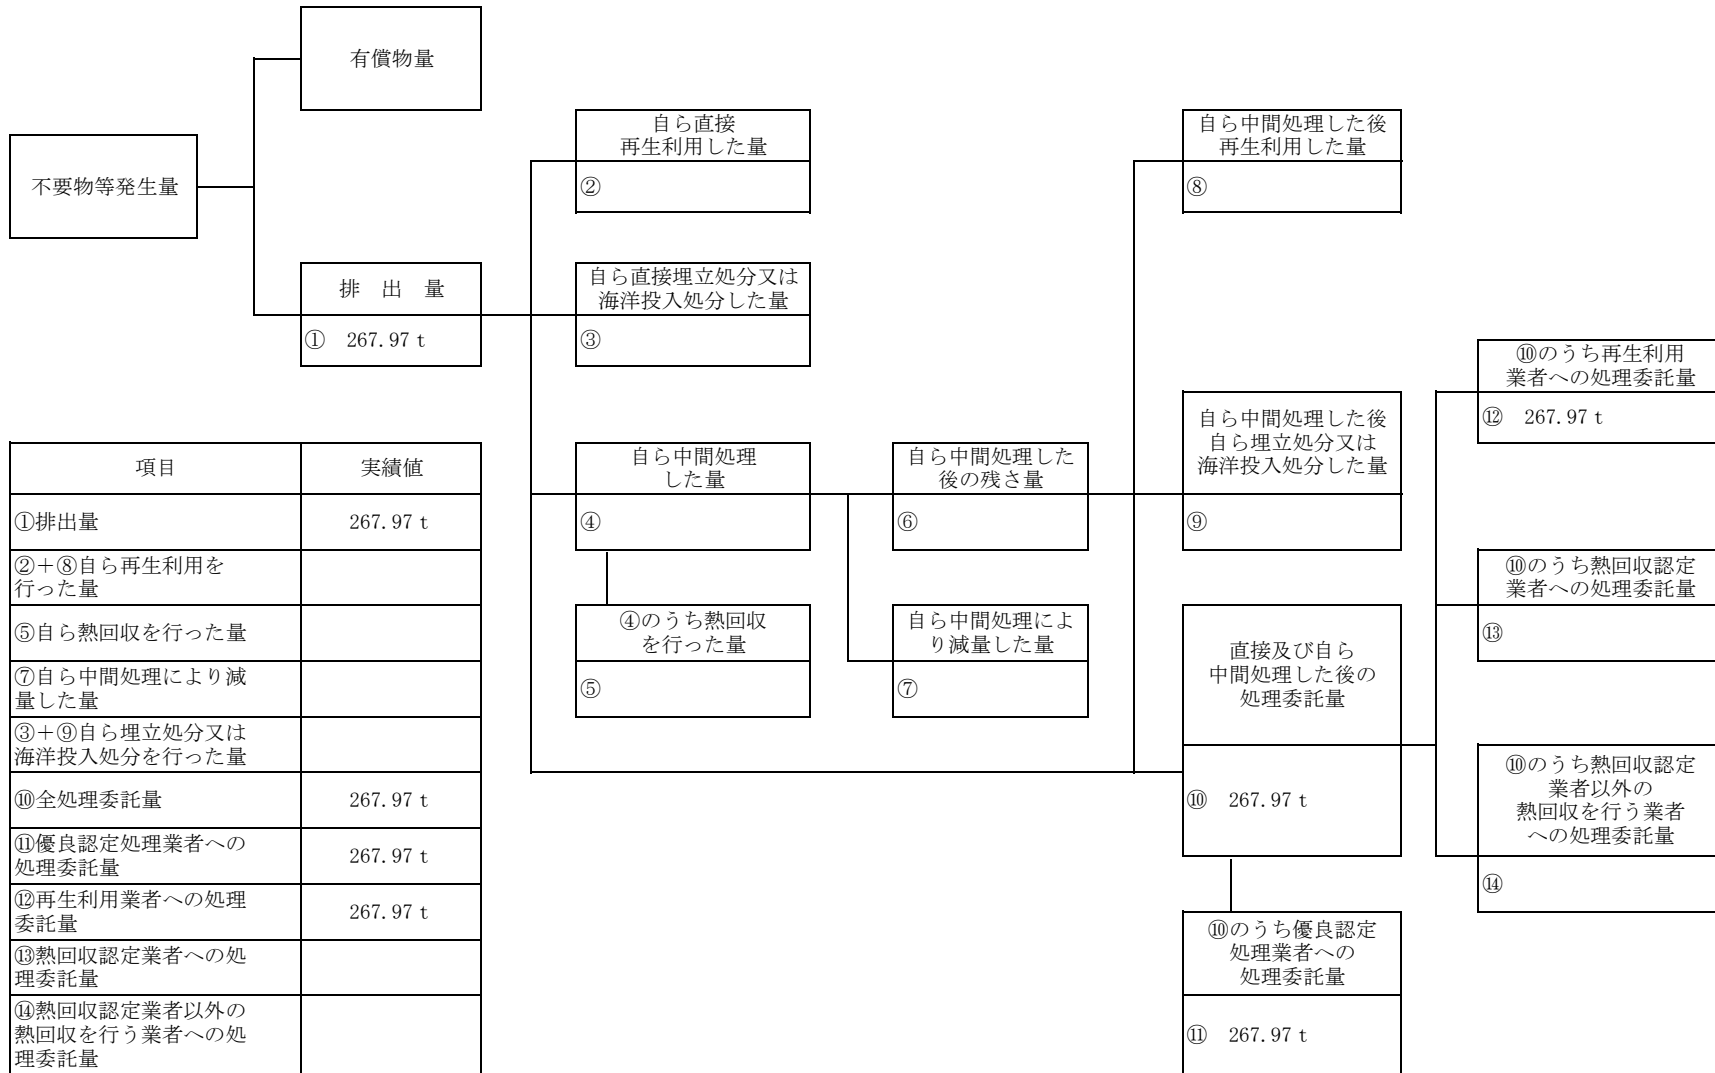 有償物量
不要物等発生量
排　出　量
①　267.97 t
自ら直接
再生利用した量
②
自ら直接埋立処分又は
海洋投入処分した量
③
自ら中間処理
した量
④
④のうち熱回収
を行った量
⑤
自ら中間処理した
後の残さ量
⑥
自ら中間処理によ
り減量した量
⑦
自ら中間処理した後
再生利用した量
⑧
自ら中間処理した後
自ら埋立処分又は
海洋投入処分した量
⑨
直接及び自ら
中間処理した後の
処理委託量
⑩　267.97 t
⑩のうち優良認定
処理業者への
処理委託量
⑪　267.97 t
⑩のうち再生利用
業者への処理委託量
⑫　267.97 t
⑩のうち熱回収認定
業者への処理委託量
⑬
⑩のうち熱回収認定
業者以外の
熱回収を行う業者
への処理委託量
⑭
項目　実績値
①排出量　267.97 t
②＋⑧自ら再生利用を
行った量
⑤自ら熱回収を行った量
⑦自ら中間処理により減
量した量
③＋⑨自ら埋立処分又は
海洋投入処分を行った量
⑩全処理委託量　267.97 t
⑪優良認定処理業者への
処理委託量　267.97 t
⑫再生利用業者への処理
委託量　267.97 t
⑬熱回収認定業者への処
理委託量
⑭熱回収認定業者以外の
熱回収を行う業者への処
理委託量